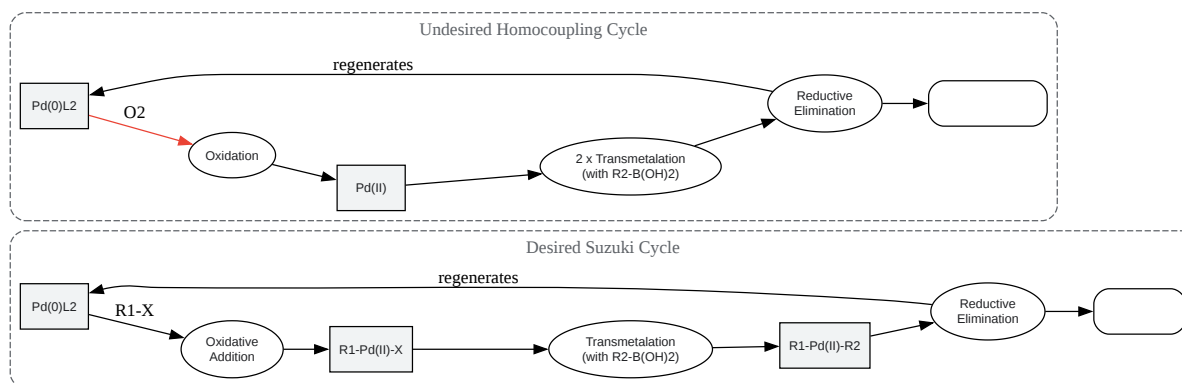 Undesired Homocoupling Cycle
regenerates
Pd(0)L2
O2
Oxidation
Pd(II)
2 x Transmetalation
(with R2-B(OH)2)
Reductive
Elimination
Desired Suzuki Cycle
regenerates
Pd(0)L2
R1-X
Oxidative
Addition
R1-Pd(II)-X
Transmetalation
(with R2-B(OH)2)
R1-Pd(II)-R2
Reductive
Elimination